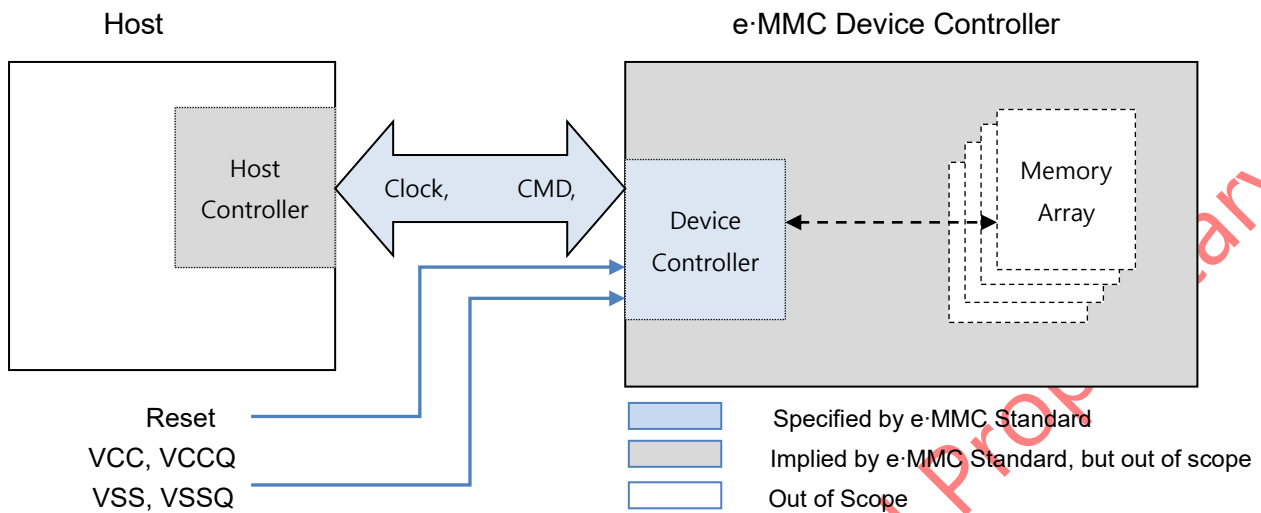 Host
e·MMC Device Controller
Host
Controller
Clock,
CMD,
Device
Controller
Memory
Array
Reset
VCC, VCCQ
VSS, VSSQ
Specified by e·MMC Standard
Implied by e·MMC Standard, but out of scope
Out of Scope